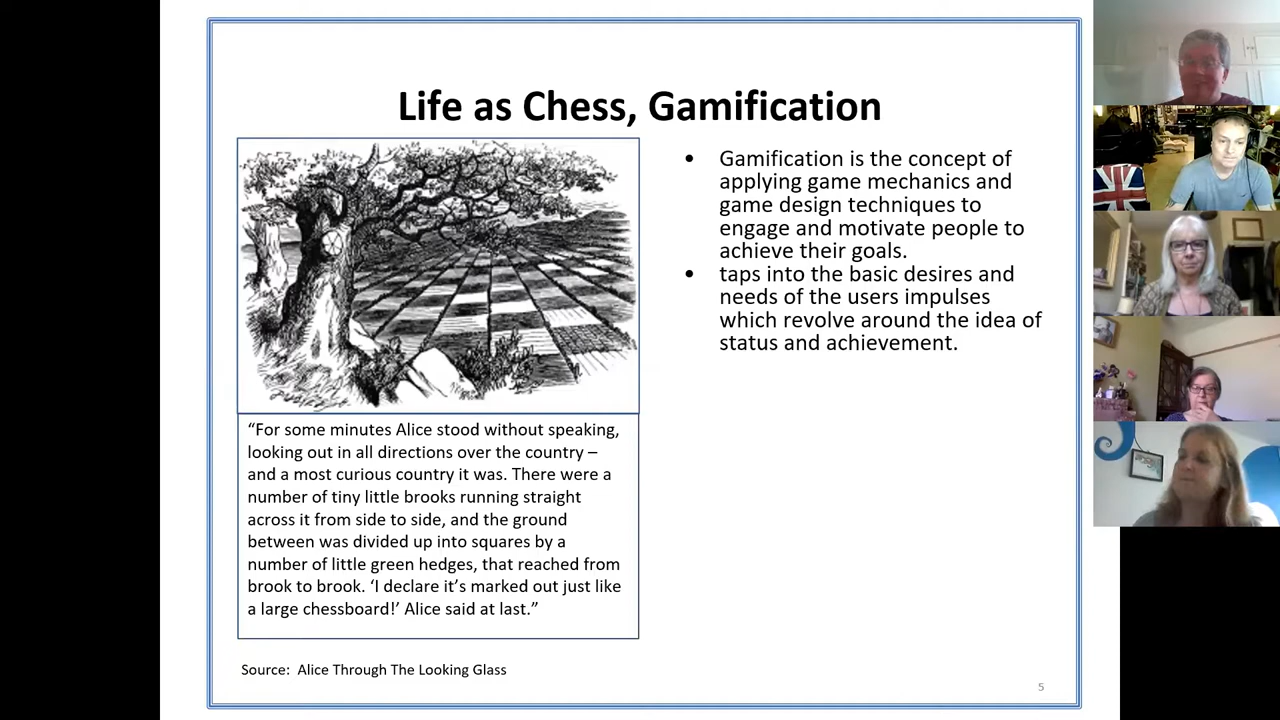 Life as Chess, Gamification
“For some minutes Alice stood without speaking,
looking out in all directions over the country –
and a most curious country it was. There were a
number of tiny little brooks running straight
across it from side to side, and the ground
between was divided up into squares by a
number of little green hedges, that reached from
brook to brook. ‘I declare it’s marked out just like
a large chessboard!’ Alice said at last.”
Source:  Alice Through The Looking Glass
• Gamification is the concept of
applying game mechanics and
game design techniques to
engage and motivate people to
achieve their goals.
• taps into the basic desires and
needs of the users impulses
which revolve around the idea of
status and achievement.
5